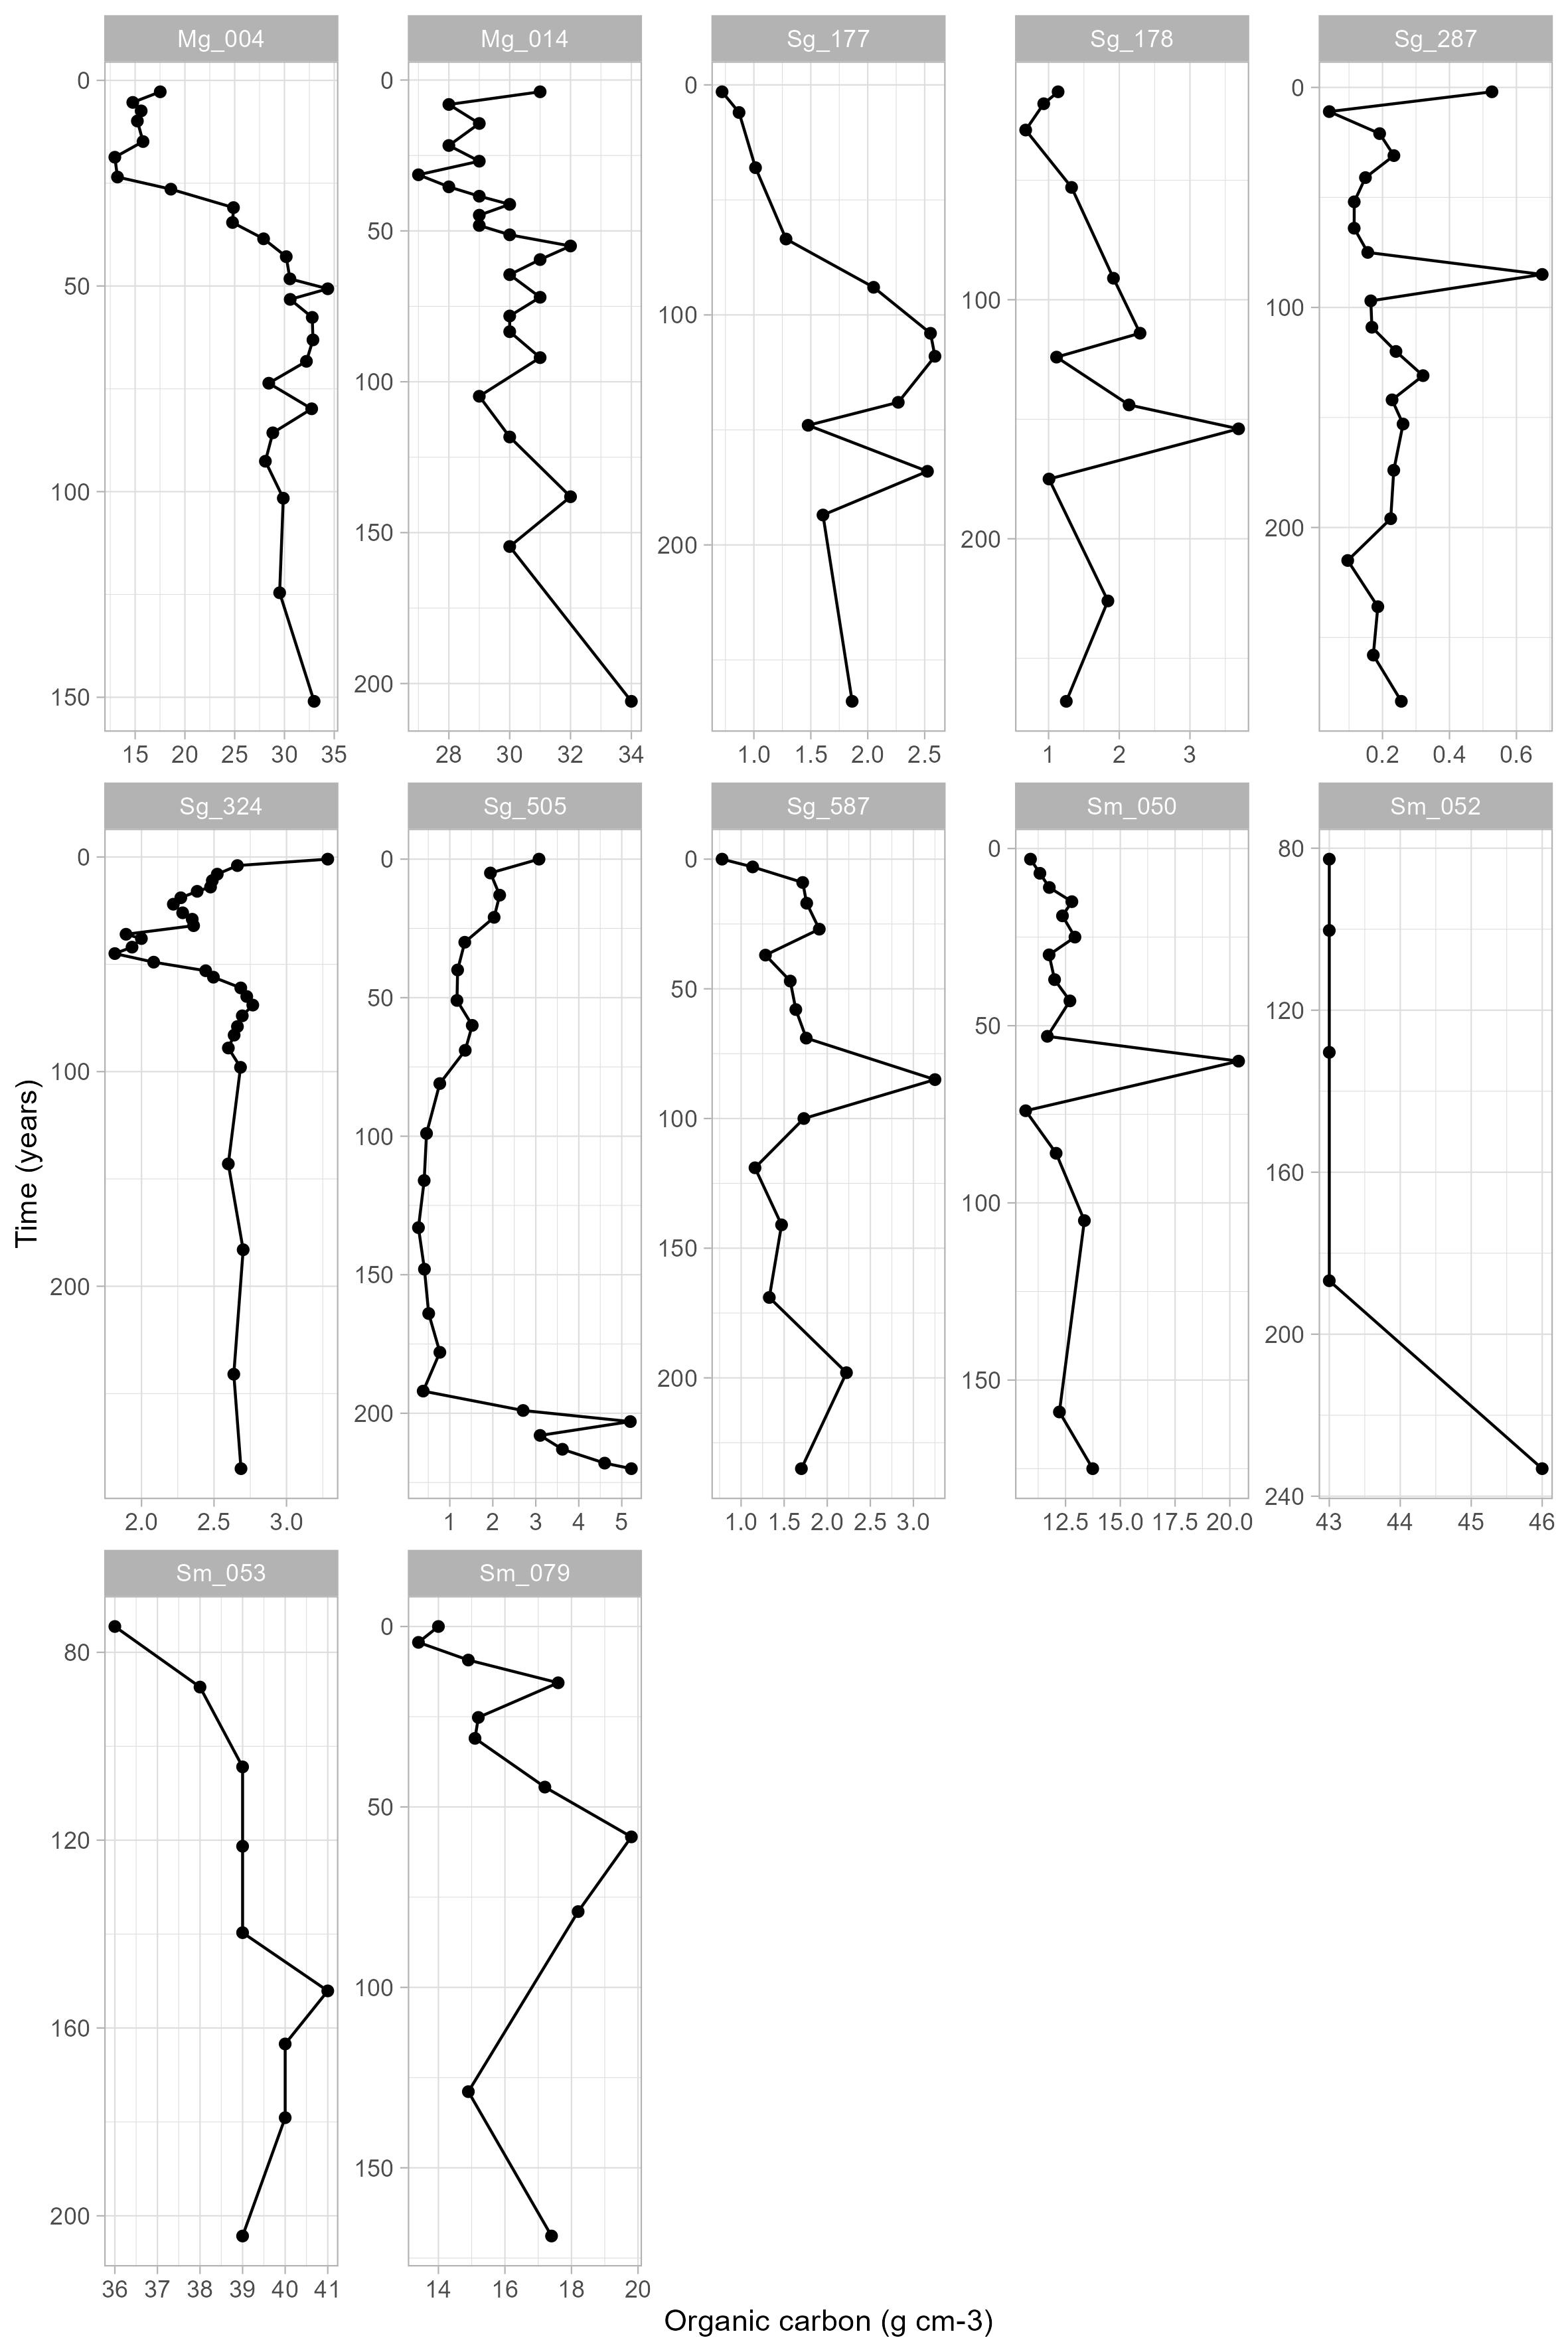 Mg_004 Mg_014 Sg_177 Sg_178 Sg_287
0 50 100 150
0 50 100 150 200
0 100 200
100 200
0 100 200
15 20 25 30 35
28 30 32 34
1.0 1.5 2.0 2.5
1 2 3
0.2 0.4 0.6
Sg_324 Sg_505 Sg_587 Sm_050 Sm_052
0 100 200
0 50 100 150 200
0 50 100 150 200
0 50 100 150
80 120 160 200 240
2.0 2.5 3.0
1 2 3 4 5
1.0 1.5 2.0 2.5 3.0
12.5 15.0 17.5 20.0
43 44 45 46
Time (years)
Sm_053 Sm_079
80 120 160 200
0 50 100 150
36 37 38 39 40 41
14 16 18 20
Organic carbon (g cm-3)